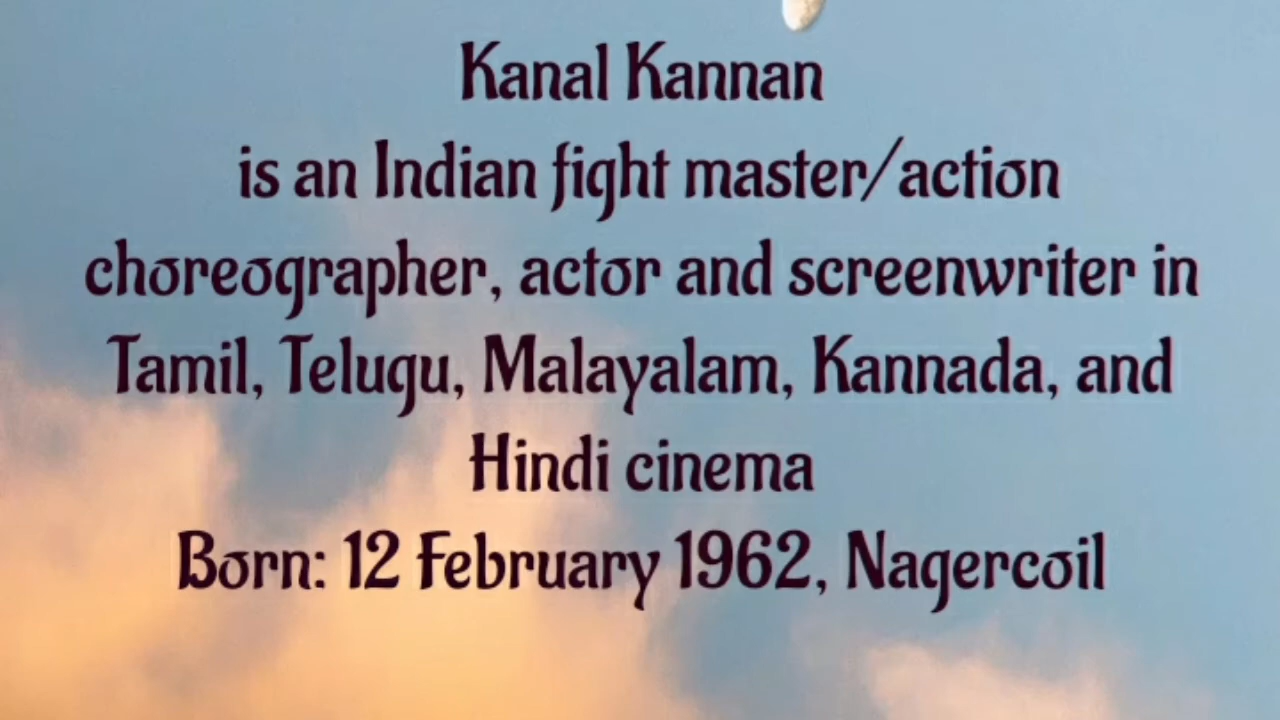 Kanal Kannan
is an Indian fight master/action
choreographer, actor and screenwriter in
Tamil, Telugu, Malayalam, Kannada, and
Hindi cinema
Born: 12 February 1962, Nagercoil